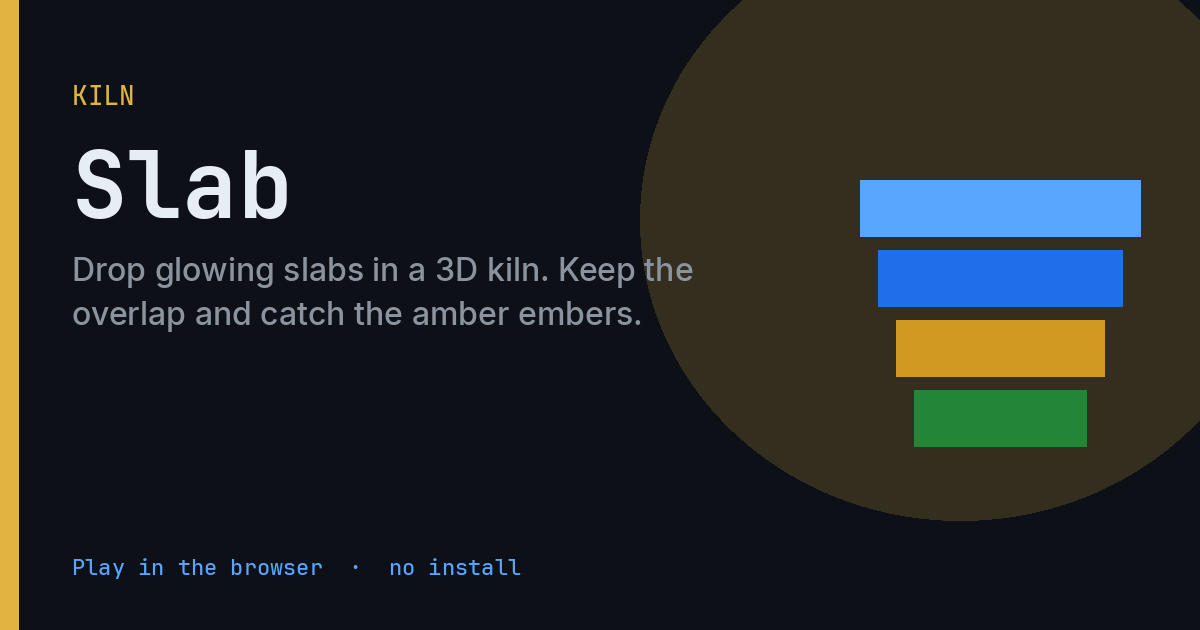 KILN
Slab
Drop glowing slabs in a 3D kiln. Keep the
overlap and catch the amber embers.
Play in the browser · no install